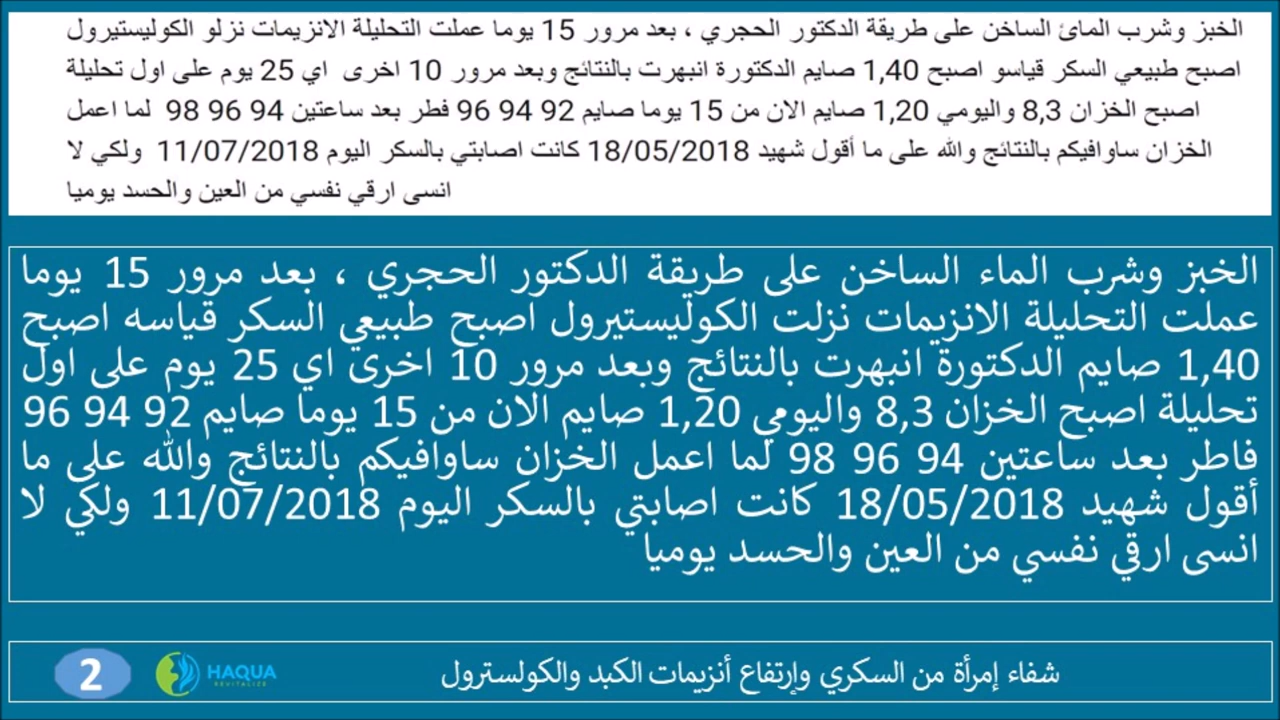 الخبز وشرب المائ الساخن على طريقة الدكتور الحجري ، بعد مرور 15 يوما عملت التحليلة الانزيمات نزلو الكوليستيرول
اصبح طبيعي السكر قياسو اصبح 1,40 صايم الدكتورة انبهرت بالنتائج وبعد مرور 10 اخرى اي 25 يوم على اول تحليلة
اصبح الخزان 8,3 واليومي 1,20 صايم الان من 15 يوما صايم 92 94 96 فطر بعد ساعتين 94 96 98 لما اعمل
الخزان ساوافيكم بالنتائج والله على ما أقول شهيد 18/05/2018 كانت اصابتي بالسكر اليوم 11/07/2018 ولكي لا
انسى ارقي نفسي من العين والحسد يوميا
الخبز وشرب الماء الساخن على طريقة الدكتور الحجري ، بعد مرور 15 يوما
عملت التحليلة الانزيمات نزلت الكوليستيرول اصبح طبيعي السكر قياسه اصبح
1,40 صايم الدكتورة انبهرت بالنتائج وبعد مرور 10 اخرى اي 25 يوم على اول
تحليلة اصبح الخزان 8,3 واليومي 1,20 صايم الان من 15 يوما صايم 92 94 96
فاطر بعد ساعتين 94 96 98 لما اعمل الخزان ساوافيكم بالنتائج والله على ما
أقول شهيد 18/05/2018 كانت اصابتي بالسكر اليوم 11/07/2018 ولكي لا
انسى ارقي نفسي من العين والحسد يوميا
شفاء إمرأة من السكري وإرتفاع أنزيمات الكبد والكولسترول
HAQUA
REVITALIZE
2